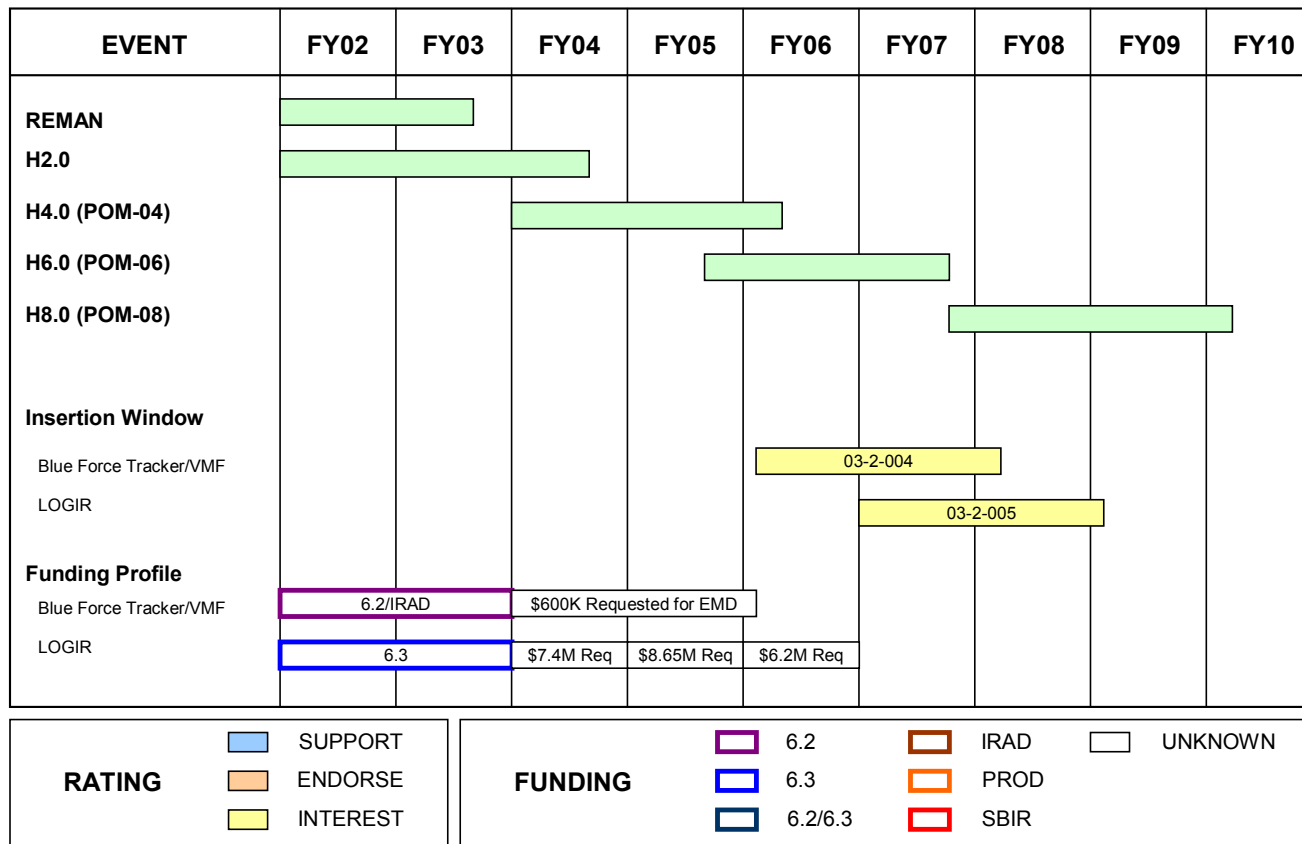 EVENT FY02 FY03 FY04 FY05 FY06 FY07 FY08 FY09 FY10
REMAN
H2.0
H4.0 (POM-04)
H6.0 (POM-06)
H8.0 (POM-08)
Insertion Window
Blue Force Tracker/VMF 03-2-004
LOGIR 03-2-005
Funding Profile
Blue Force Tracker/VMF 6.2/IRAD $600K Requested for EMD
LOGIR 6.3 $7.4M Req $8.65M Req $6.2M Req
RATING
SUPPORT
ENDORSE
INTEREST
FUNDING
6.2 IRAD UNKNOWN
6.3 PROD
6.2/6.3 SBIR